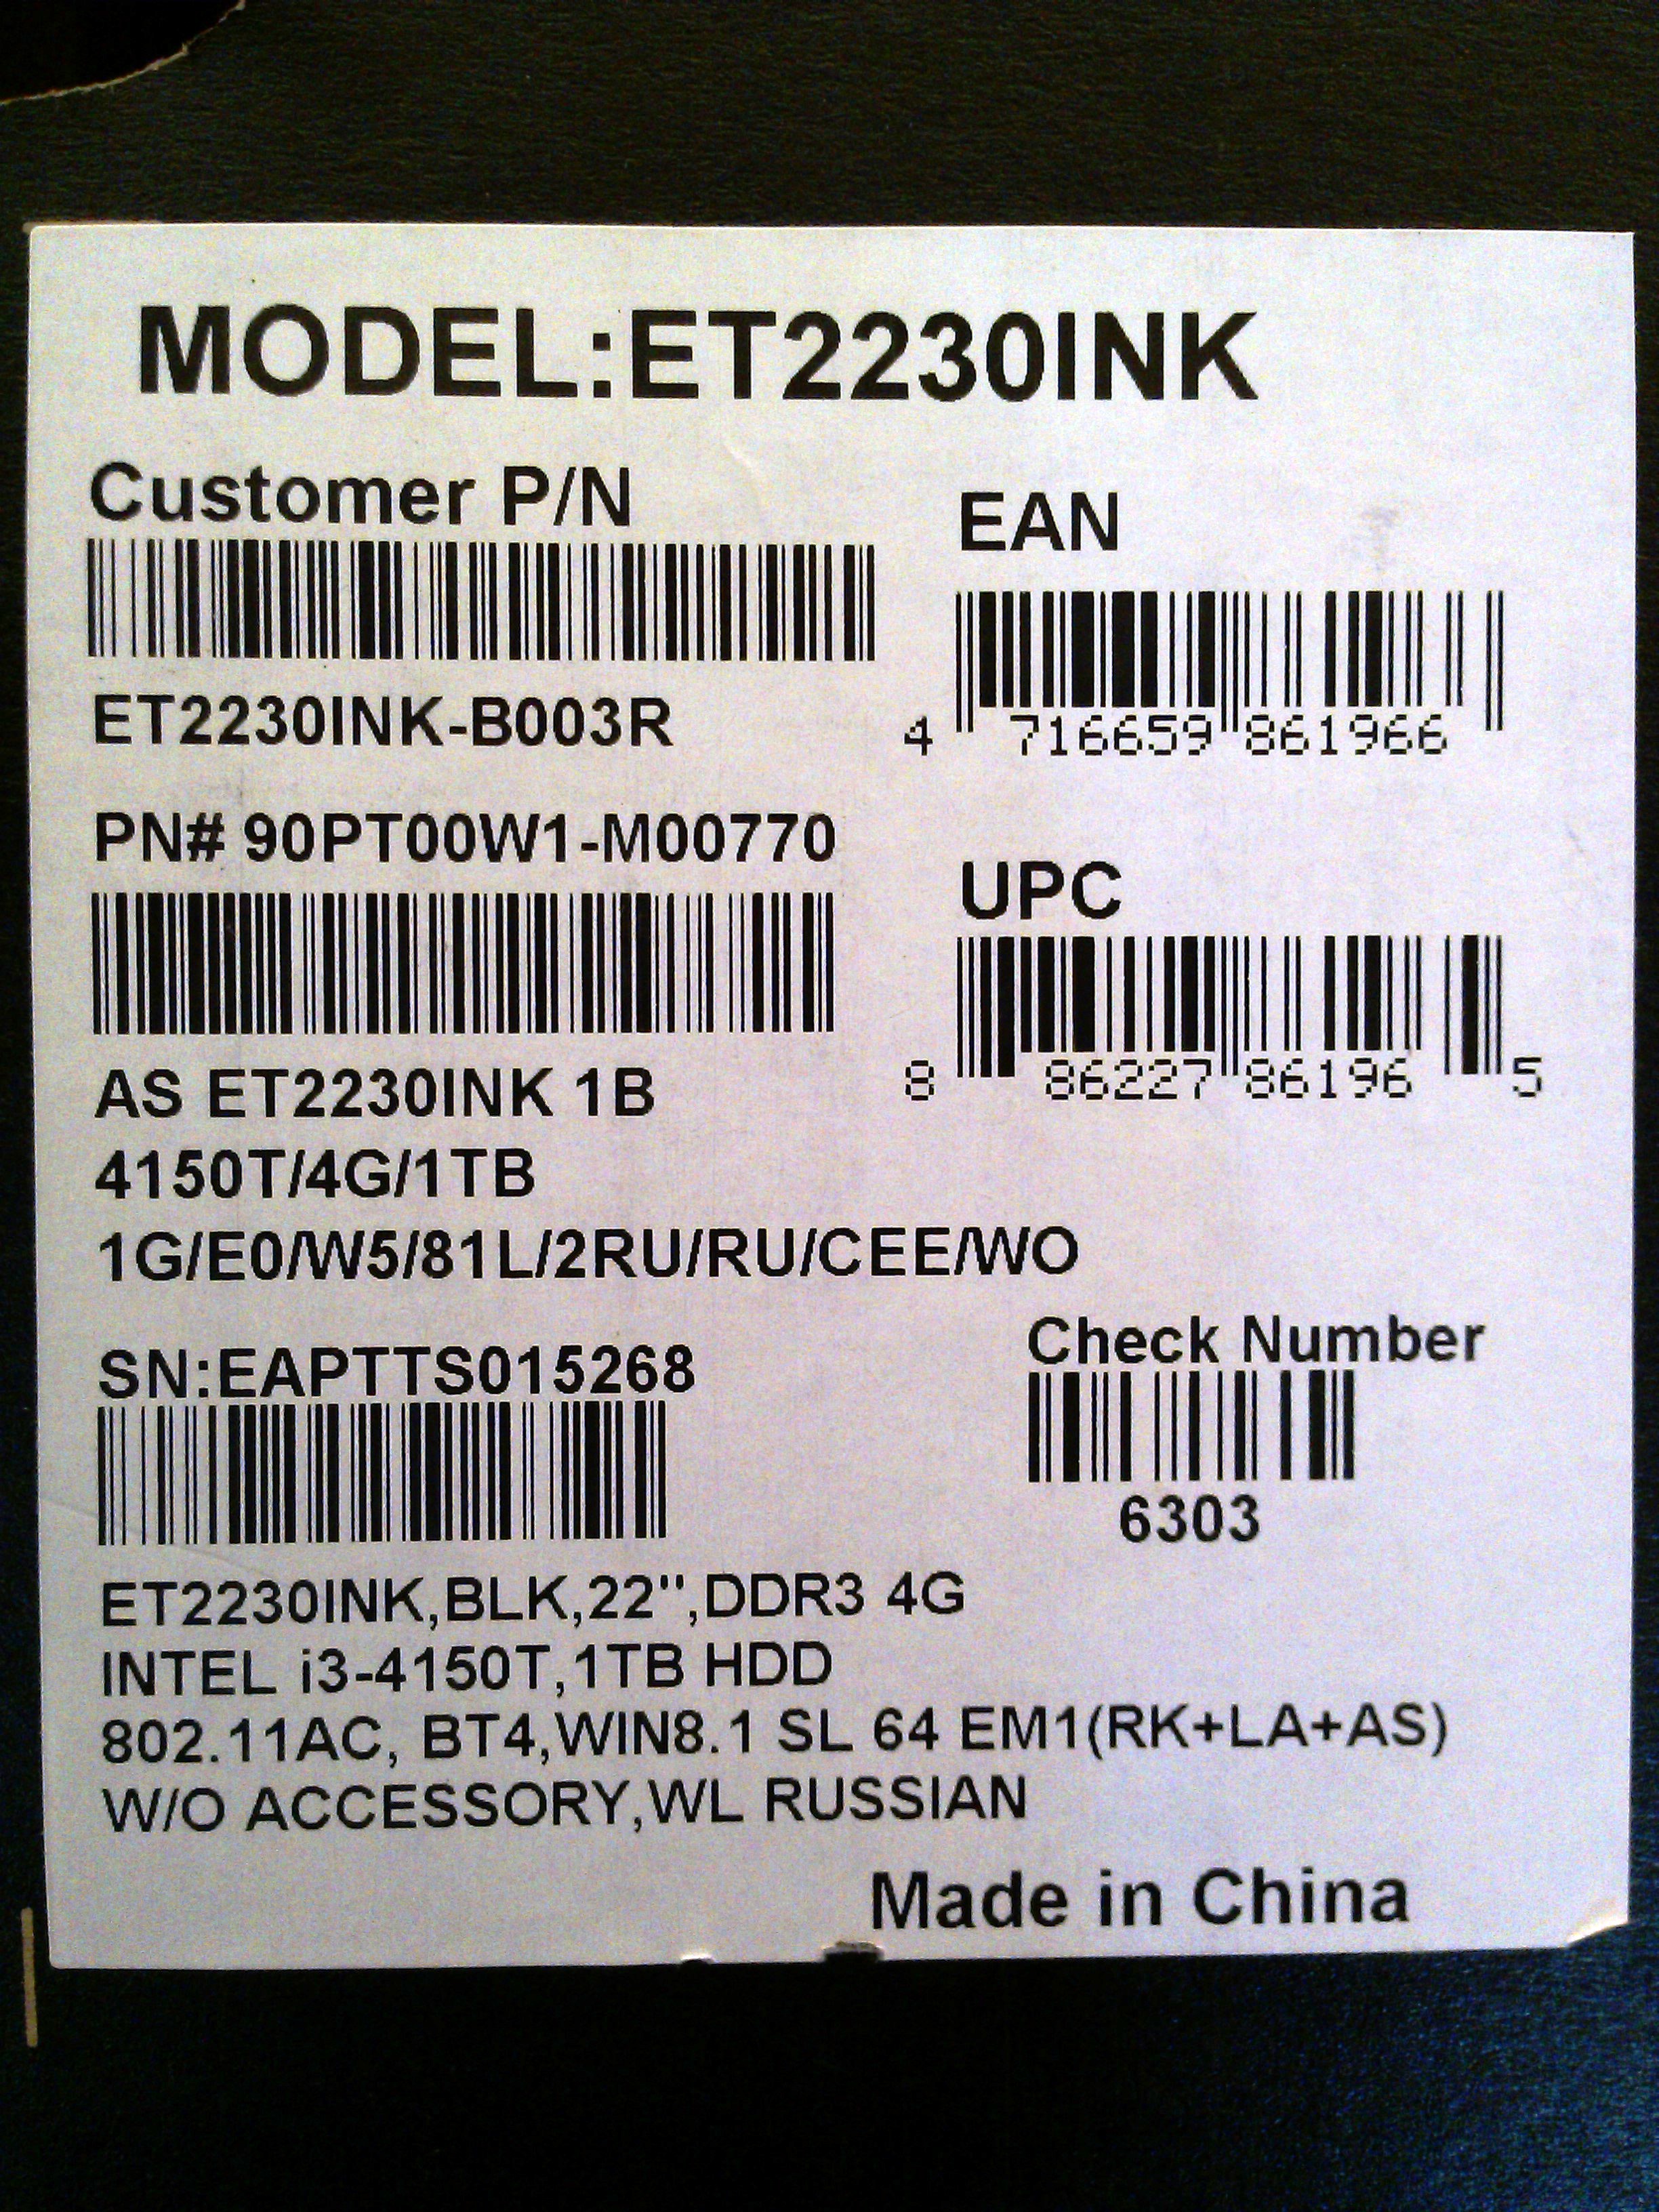 MODEL:ET2230INK
Customer P/N
ET2230INK-B003R
EAN
4 716659 861966
PN# 90PT00W1-M00770
UPC
8 86227 86196 5
AS ET2230INK 1B
4150T/4G/1TB
1G/E0/W5/81L/2RU/RU/CEE/WO
SN:EAPTTS015268
Check Number
6303
ET2230INK,BLK,22'',DDR3 4G
INTEL i3-4150T,1TB HDD
802.11AC, BT4,WIN8.1 SL 64 EM1(RK+LA+AS)
W/O ACCESSORY,WL RUSSIAN
Made in China